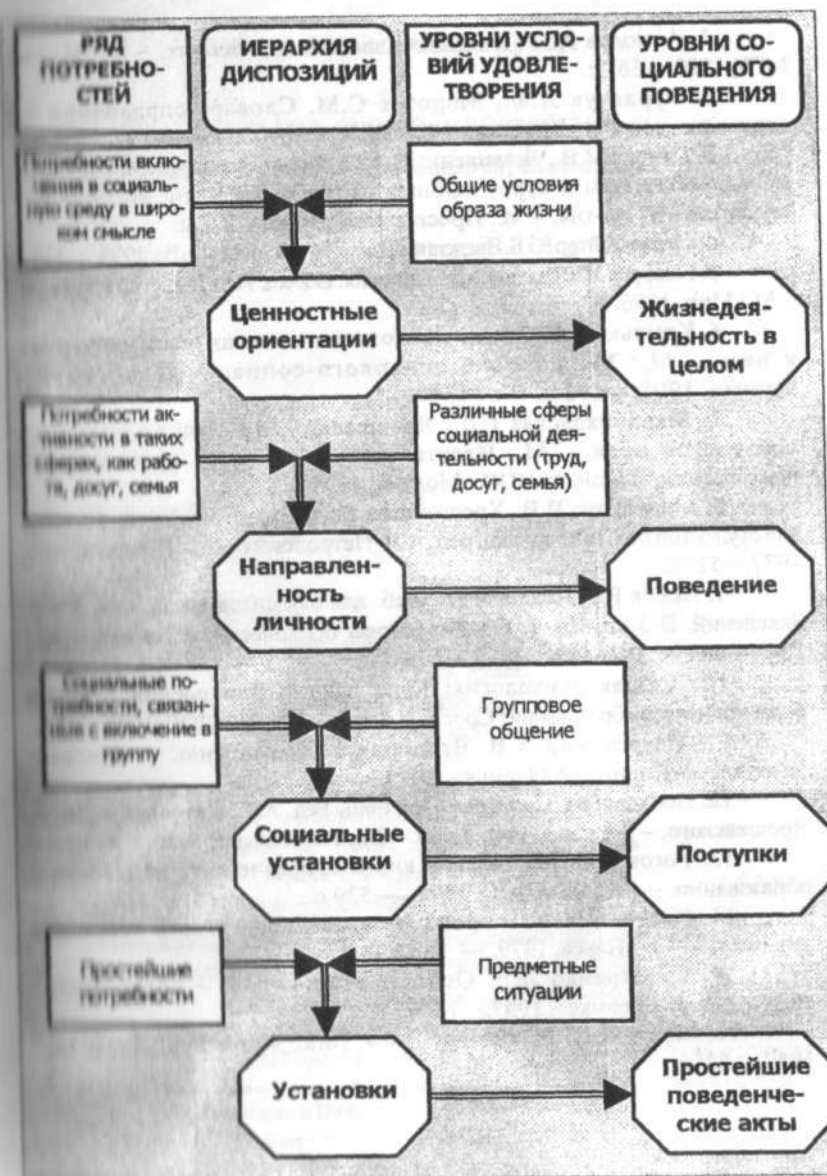 РЯД
ПОТРЕБНО-
СТЕЙ
ИЕРАРХИЯ
ДИСПОЗИЦИЙ
УРОВНИ УСЛО-
ВИЙ УДОВЛЕ-
ТВОРЕНИЯ
УРОВНИ СО-
ЦИАЛЬНОГО
ПОВЕДЕНИЯ
Потребности включе-
ния в социаль-
ную среду в широ-
ком смысле
Общие условия
образа жизни
Ценностные
ориентации
Жизнедея-
тельность в
целом
Потребности ак-
тивности в таких
сферах, как рабо-
та, досуг, семья
Различные сферы
социальной дея-
тельности (труд,
досуг, семья)
Направлен-
ность
личности
Поведение
Социальные по-
требности, связан-
ные с включение в
группу
Групповое
общение
Социальные
установки
Поступки
Простейшие
потребности
Предметные
ситуации
Установки
Простейшие
поведенче-
ские акты